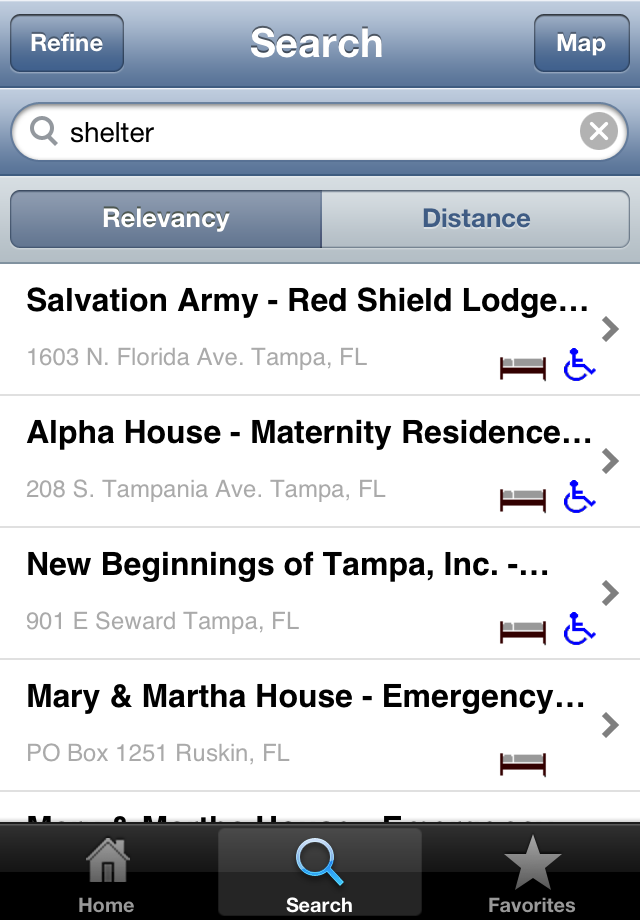 Refine
Search
Map
shelter
Relevancy
Distance
Salvation Army - Red Shield Lodge...
1603 N. Florida Ave. Tampa, FL
Alpha House - Maternity Residence...
208 S. Tampania Ave. Tampa, FL
New Beginnings of Tampa, Inc. -...
901 E Seward Tampa, FL
Mary & Martha House - Emergency...
PO Box 1251 Ruskin, FL
Home
Search
Favorites